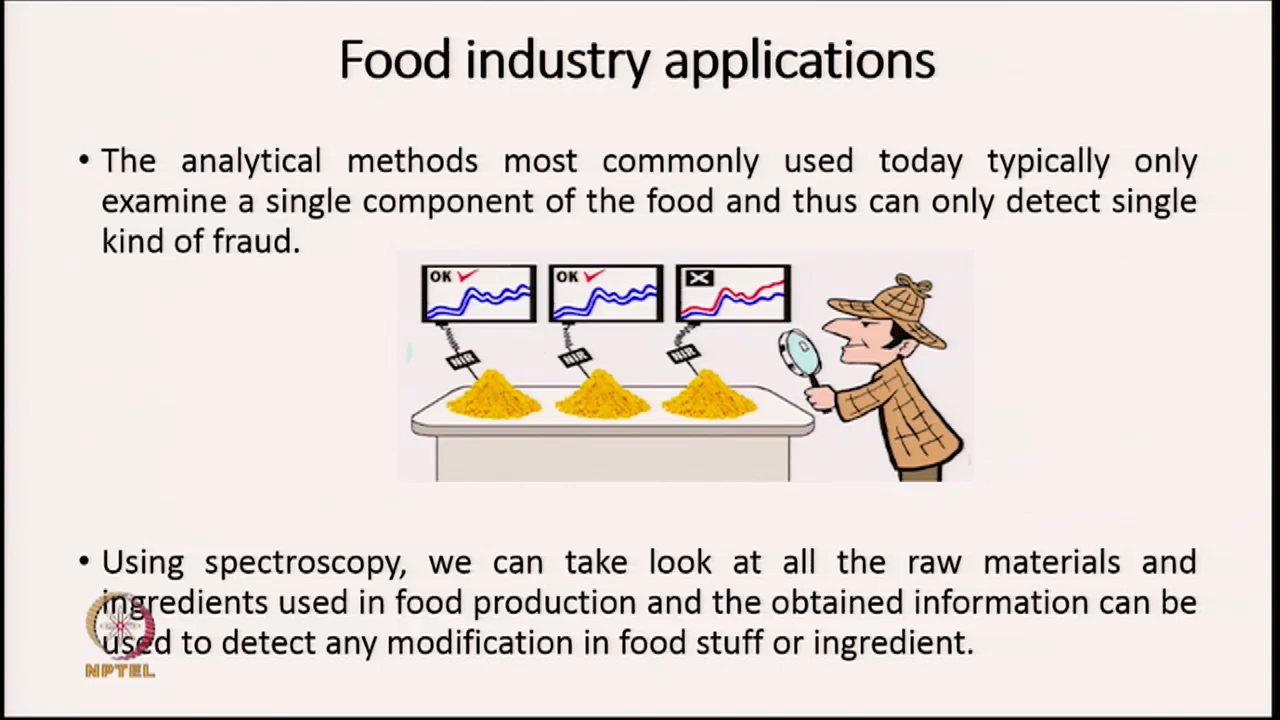 Food industry applications
• The analytical methods most commonly used today typically only
examine a single component of the food and thus can only detect single
kind of fraud.
OK OK
NIR NIR NIR
• Using spectroscopy, we can take look at all the raw materials and
ingredients used in food production and the obtained information can be
used to detect any modification in food stuff or ingredient.
NPTEL